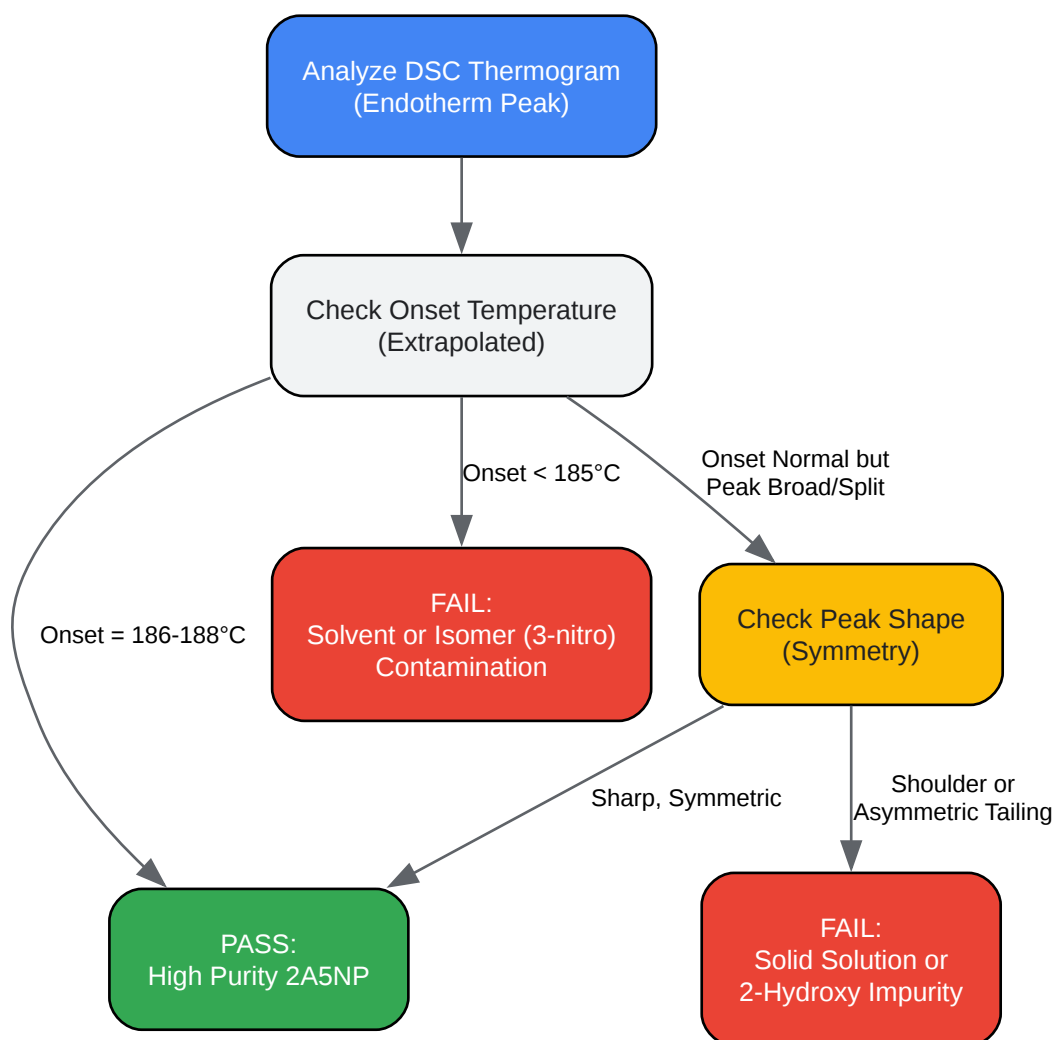 Analyze DSC Thermogram
(Endotherm Peak)
Check Onset Temperature
(Extrapolated)
Onset < 185°C
Onset Normal but
Peak Broad/Split
Onset = 186-188°C
FAIL:
Solvent or Isomer (3-nitro)
Contamination
Check Peak Shape
(Symmetry)
Sharp, Symmetric
Shoulder or
Asymmetric Tailing
PASS:
High Purity 2A5NP
FAIL:
Solid Solution or
2-Hydroxy Impurity